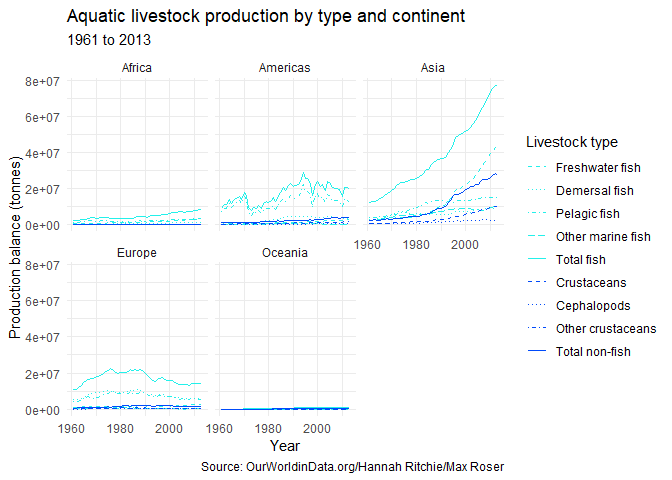 Aquatic livestock production by type and continent
1961 to 2013
Africa
Americas
Asia
8e+07
6e+07
4e+07
2e+07
0e+00
1960
1980
2000
Europe
Oceania
8e+07
6e+07
4e+07
2e+07
0e+00
1960
1980
2000
1960
1980
2000
Production balance (tonnes)
Year
Livestock type
Freshwater fish
Demersal fish
Pelagic fish
Other marine fish
Total fish
Crustaceans
Cephalopods
Other crustaceans
Total non-fish
Source: OurWorldinData.org/Hannah Ritchie/Max Roser